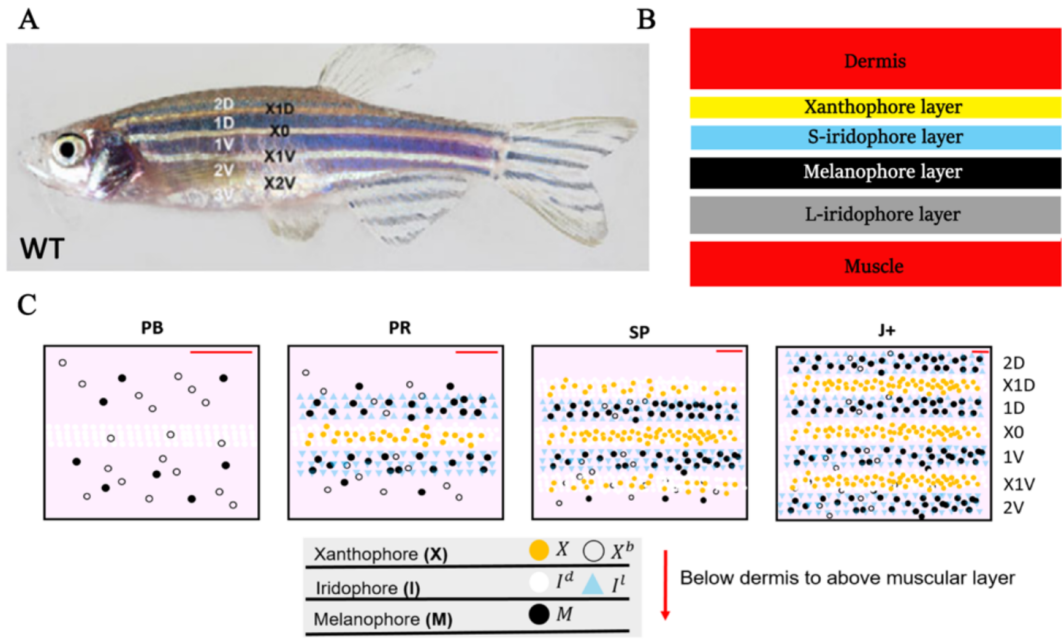 A
2D
X1D
1D
X0
1V
X1V
2V
X2V
3V
WT
B
Dermis
Xanthophore layer
S-iridophore layer
Melanophore layer
L-iridophore layer
Muscle
C
PB
PR
SP
J+
2D
X1D
1D
X0
1V
X1V
2V
Xanthophore (X) X X^b
Iridophore (I) I^d I^l
Melanophore (M) M
Below dermis to above muscular layer